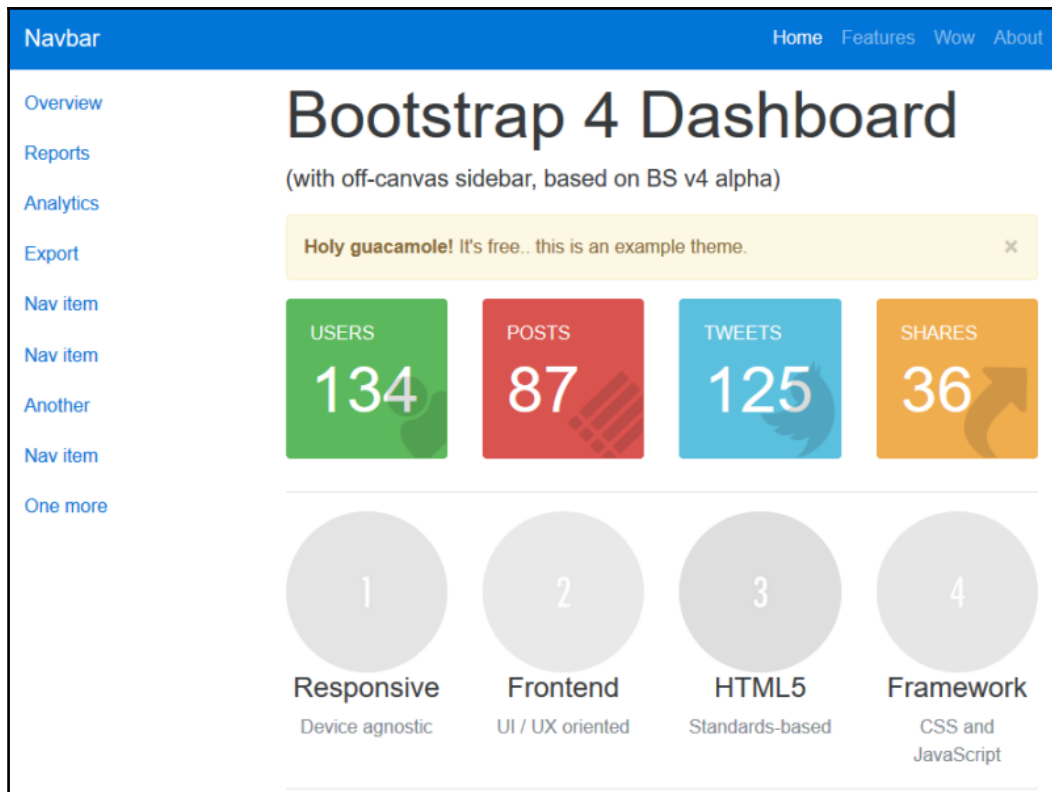 Navbar
Home Features Wow About
Overview
Reports
Analytics
Export
Nav item
Nav item
Another
Nav item
One more
Bootstrap 4 Dashboard
(with off-canvas sidebar, based on BS v4 alpha)
Holy guacamole! It's free.. this is an example theme. ×
USERS
134
POSTS
87
TWEETS
125
SHARES
36
1
Responsive
Device agnostic
2
Frontend
UI / UX oriented
3
HTML5
Standards-based
4
Framework
CSS and
JavaScript